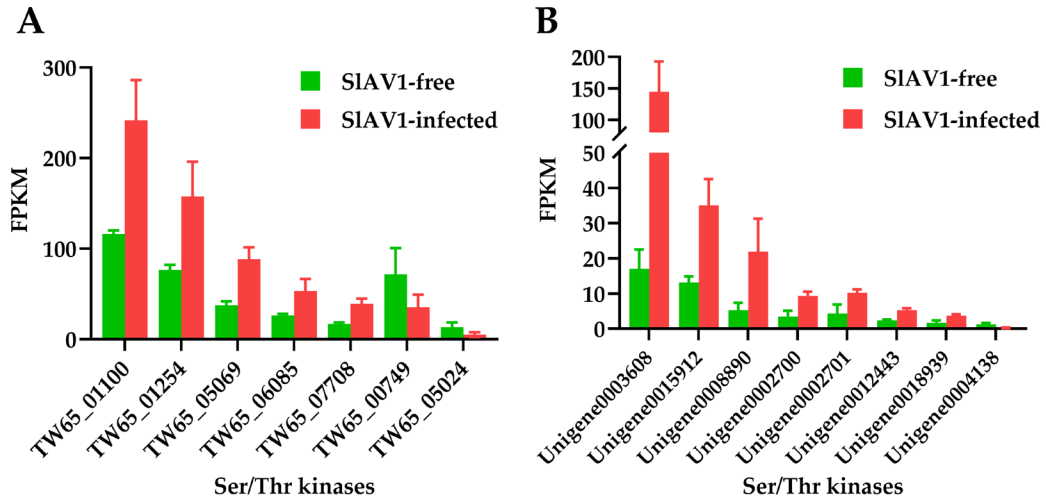 A
FPKM
300
200
100
0
SlAV1-free
SlAV1-infected
TW65_01100
TW65_01254
TW65_05069
TW65_06085
TW65_07708
TW65_00749
TW65_05024
Ser/Thr kinases
B
FPKM
200
150
100
50
40
30
20
10
0
SlAV1-free
SlAV1-infected
Unigene0003608
Unigene0015912
Unigene0008890
Unigene0002700
Unigene0002701
Unigene0012443
Unigene0018939
Unigene0004138
Ser/Thr kinases